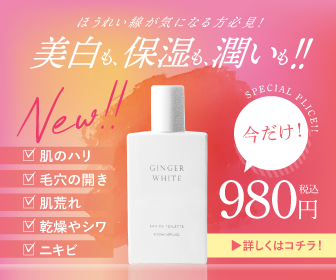 ほうれい線が気になる方必見!
美白も、保湿も、潤いも!!
New!!
SPECIAL PLICE!!
今だけ!
☑ 肌のハリ
☑ 毛穴の開き
☑ 肌荒れ
☑ 乾燥やシワ
☑ ニキビ
GINGER
WHITE
EAU DE TOILETTE
980円 税込
▶詳しくはコチラ!